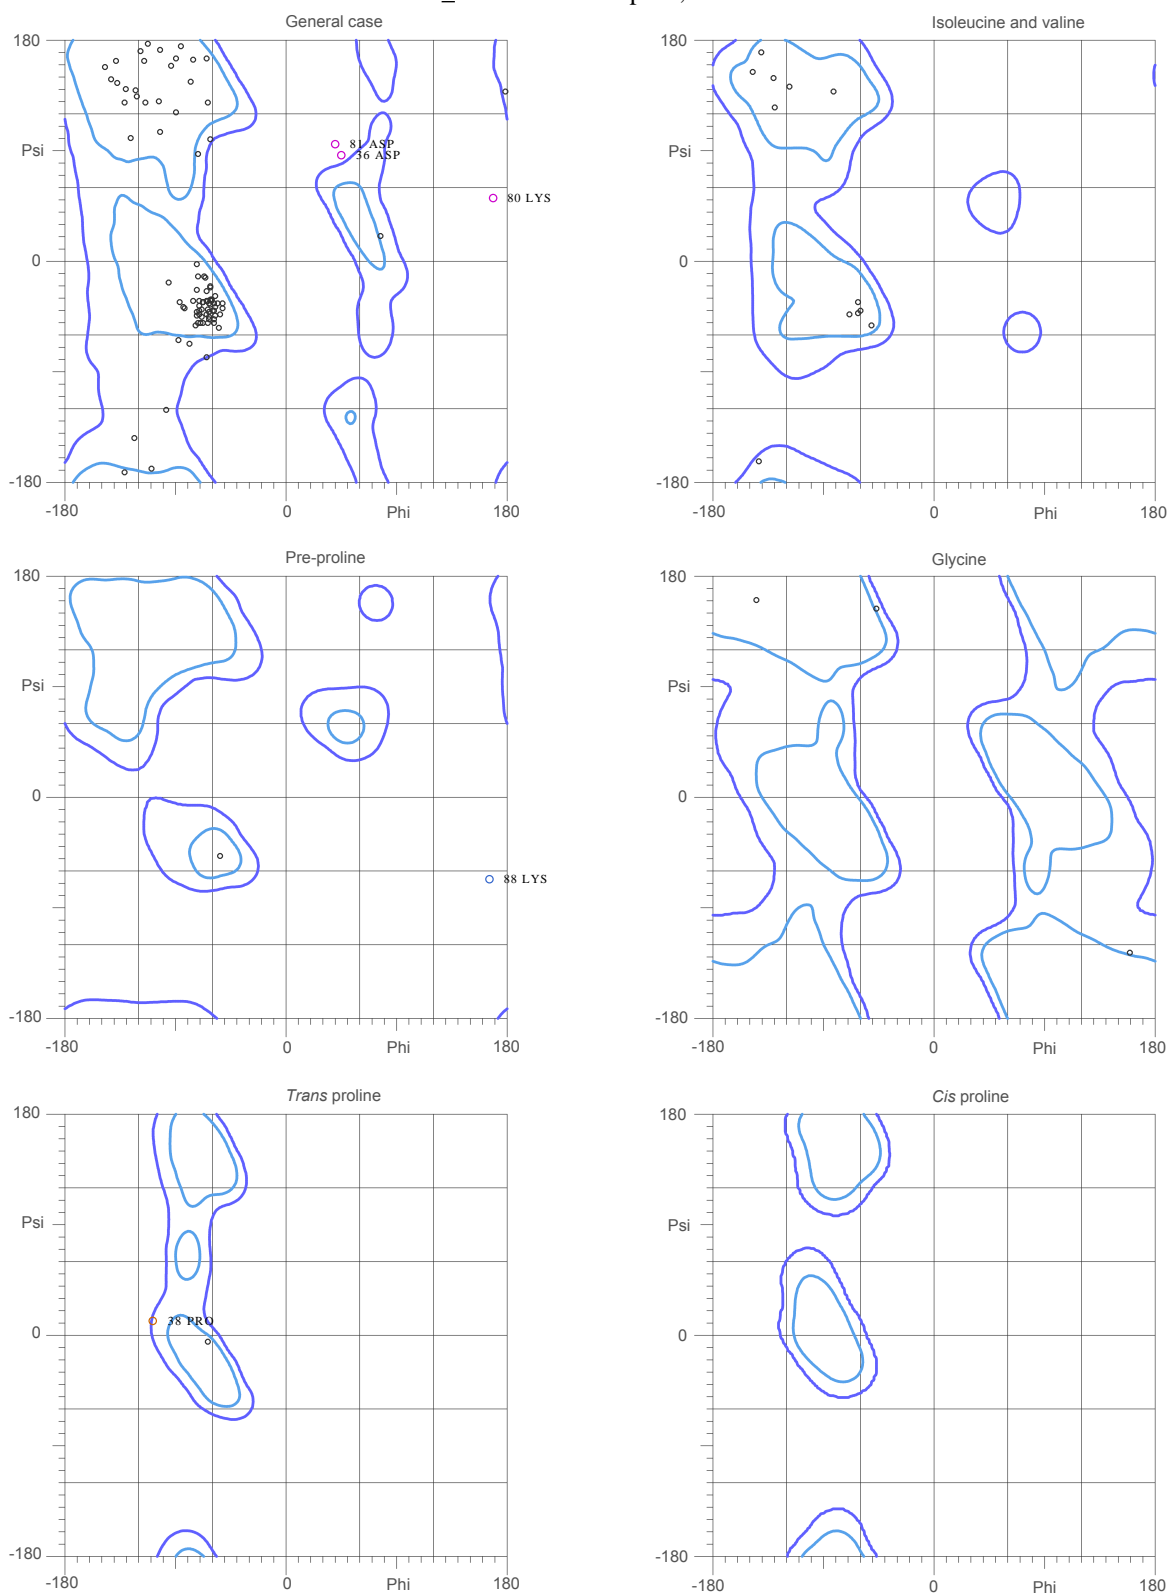 General case
180
Psi
0
-180
-180
0
Phi
180
81 ASP
36 ASP
80 LYS
Isoleucine and valine
180
Psi
0
-180
-180
0
Phi
180
Pre-proline
180
Psi
0
-180
-180
0
Phi
180
88 LYS
Glycine
180
Psi
0
-180
-180
0
Phi
180
Trans proline
180
Psi
0
-180
-180
0
Phi
180
38 PRO
Cis proline
180
Psi
0
-180
-180
0
Phi
180